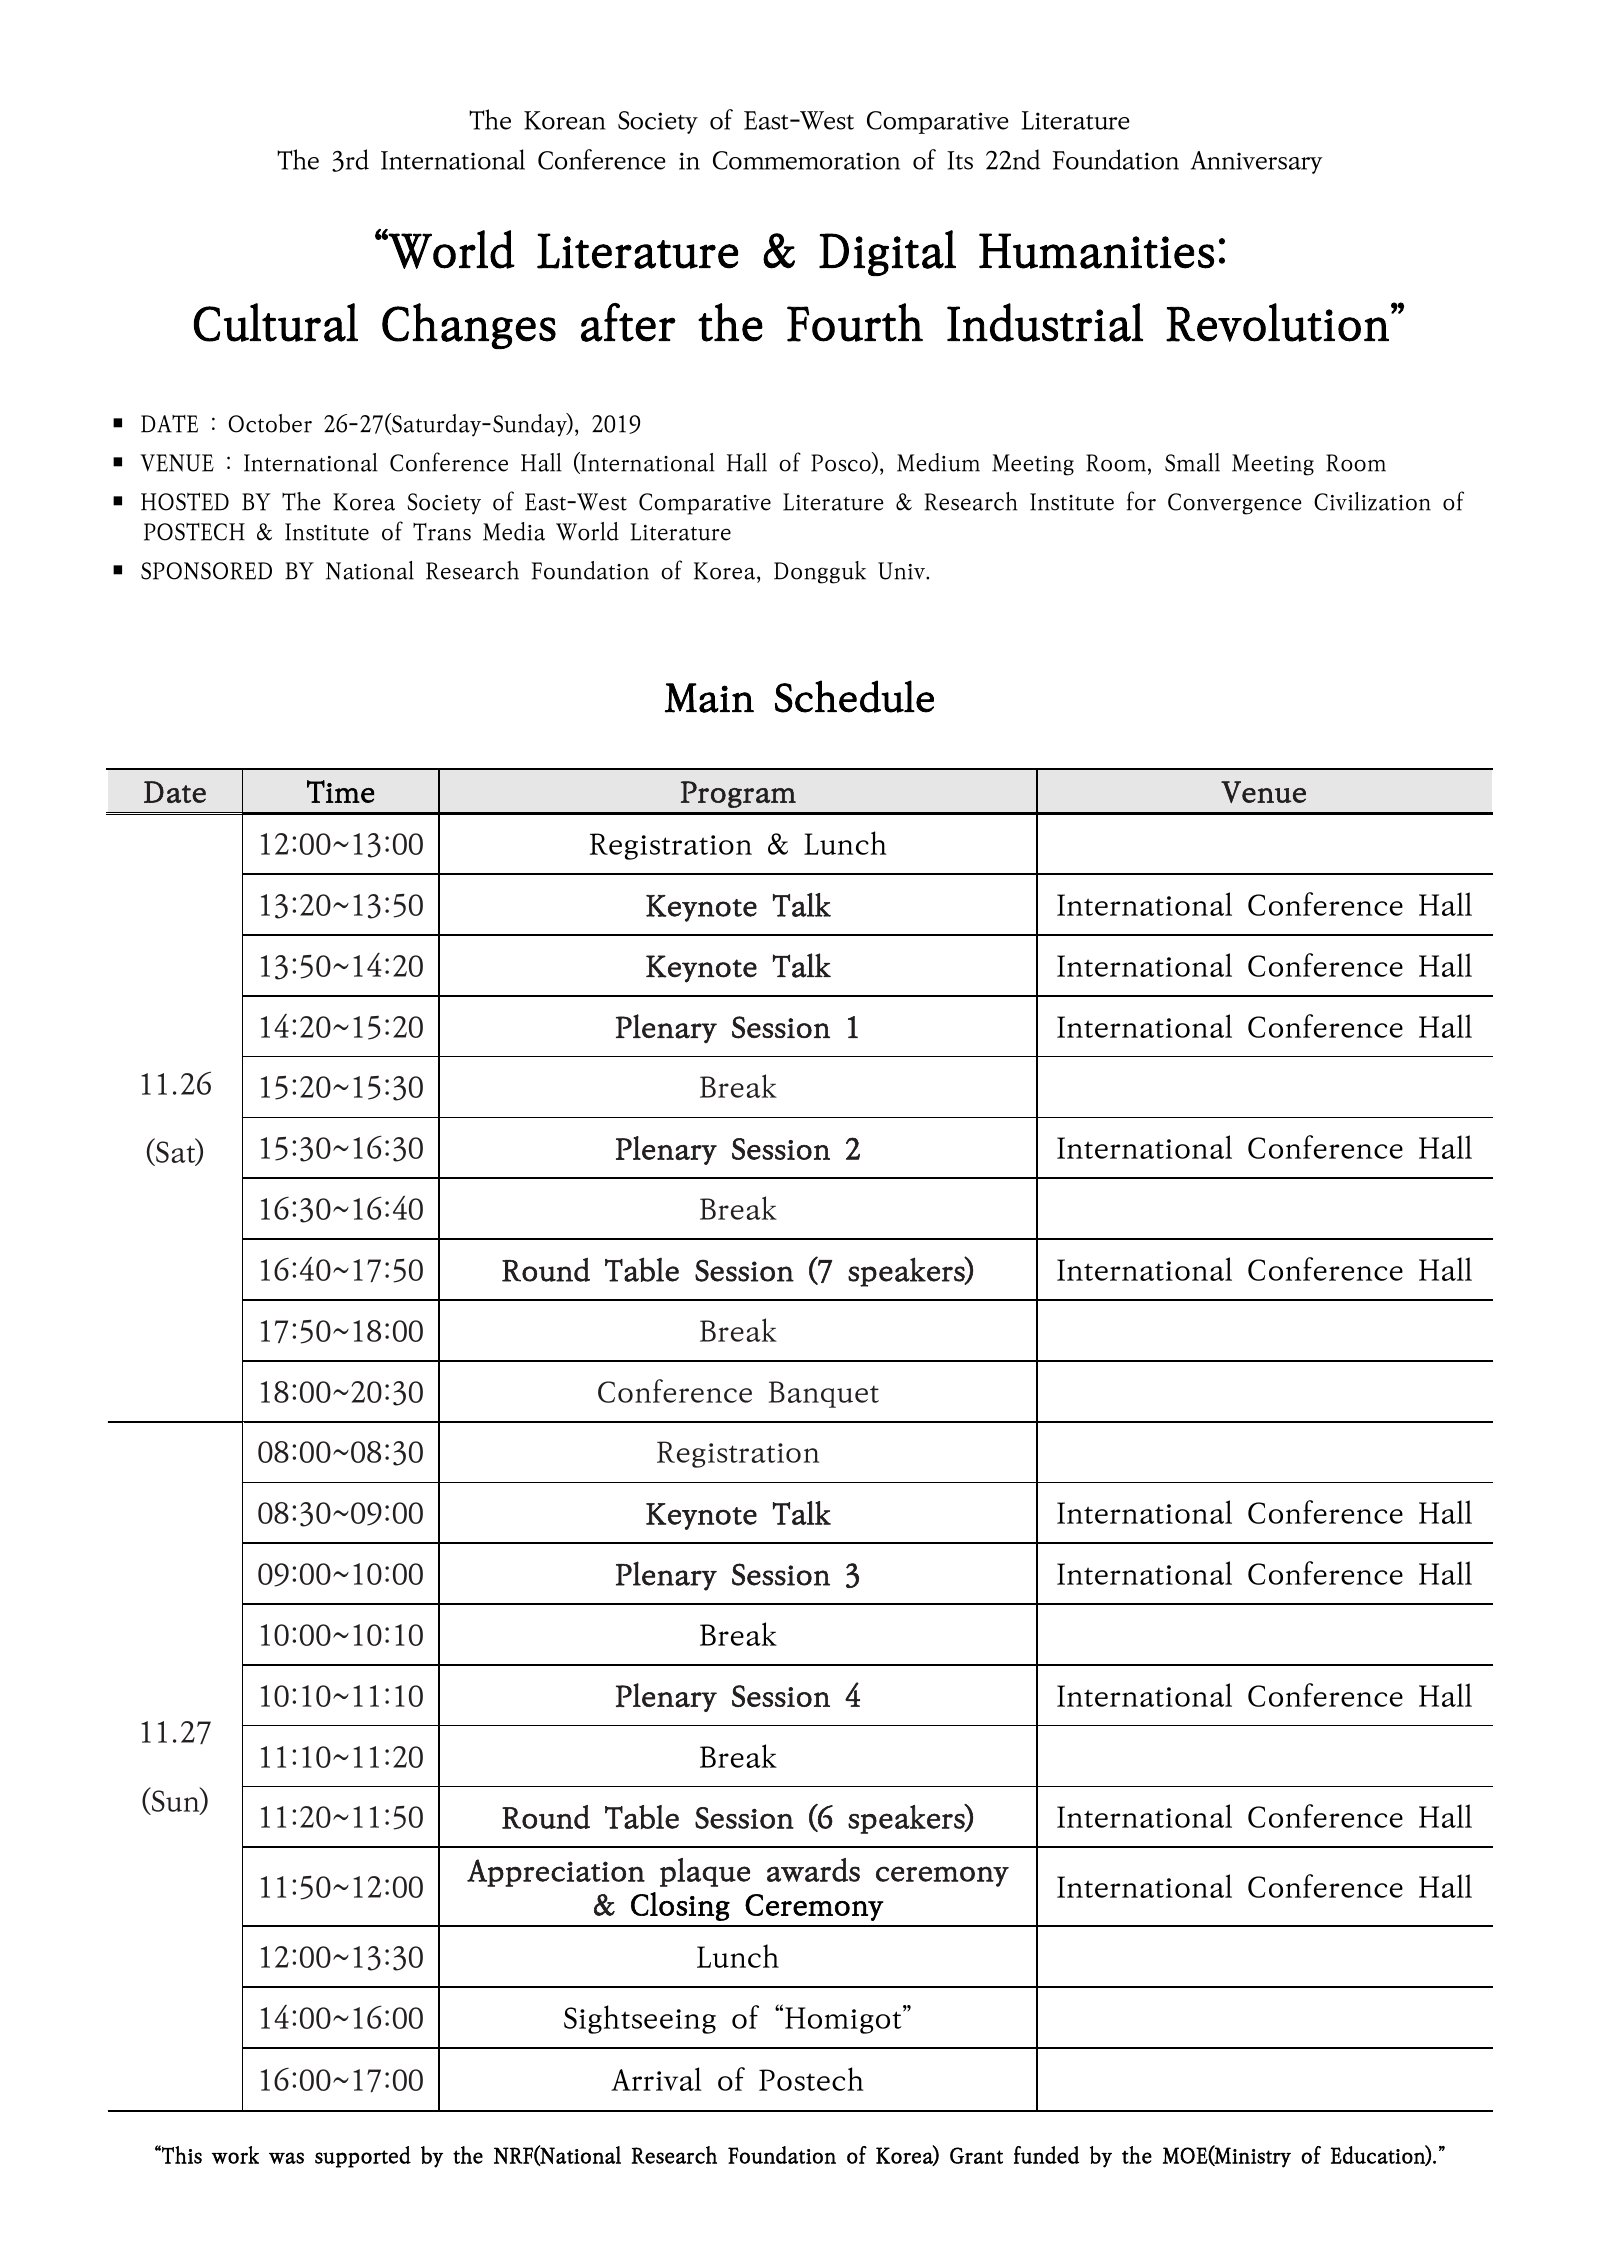 The Korean Society of East-West Comparative Literature
The 3rd International Conference in Commemoration of Its 22nd Foundation Anniversary
“World Literature & Digital Humanities:
Cultural Changes after the Fourth Industrial Revolution”
▪ DATE : October 26-27(Saturday-Sunday), 2019
▪ VENUE : International Conference Hall (International Hall of Posco), Medium Meeting Room, Small Meeting Room
▪ HOSTED BY The Korea Society of East-West Comparative Literature & Research Institute for Convergence Civilization of
POSTECH & Institute of Trans Media World Literature
▪ SPONSORED BY National Research Foundation of Korea, Dongguk Univ.
Main Schedule
Date Time Program Venue
11.26
(Sat)
12:00~13:00 Registration & Lunch
13:20~13:50 Keynote Talk International Conference Hall
13:50~14:20 Keynote Talk International Conference Hall
14:20~15:20 Plenary Session 1 International Conference Hall
15:20~15:30 Break
15:30~16:30 Plenary Session 2 International Conference Hall
16:30~16:40 Break
16:40~17:50 Round Table Session (7 speakers) International Conference Hall
17:50~18:00 Break
18:00~20:30 Conference Banquet
11.27
(Sun)
08:00~08:30 Registration
08:30~09:00 Keynote Talk International Conference Hall
09:00~10:00 Plenary Session 3 International Conference Hall
10:00~10:10 Break
10:10~11:10 Plenary Session 4 International Conference Hall
11:10~11:20 Break
11:20~11:50 Round Table Session (6 speakers) International Conference Hall
11:50~12:00 Appreciation plaque awards ceremony
& Closing Ceremony International Conference Hall
12:00~13:30 Lunch
14:00~16:00 Sightseeing of “Homigot”
16:00~17:00 Arrival of Postech
“This work was supported by the NRF(National Research Foundation of Korea) Grant funded by the MOE(Ministry of Education).”